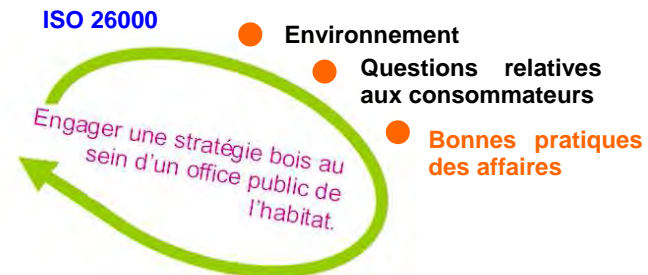 ISO 26000
Environnement
Questions relatives
aux consommateurs
Bonnes pratiques
des affaires
Engager une stratégie bois au
sein d'un office public de
l'habitat.